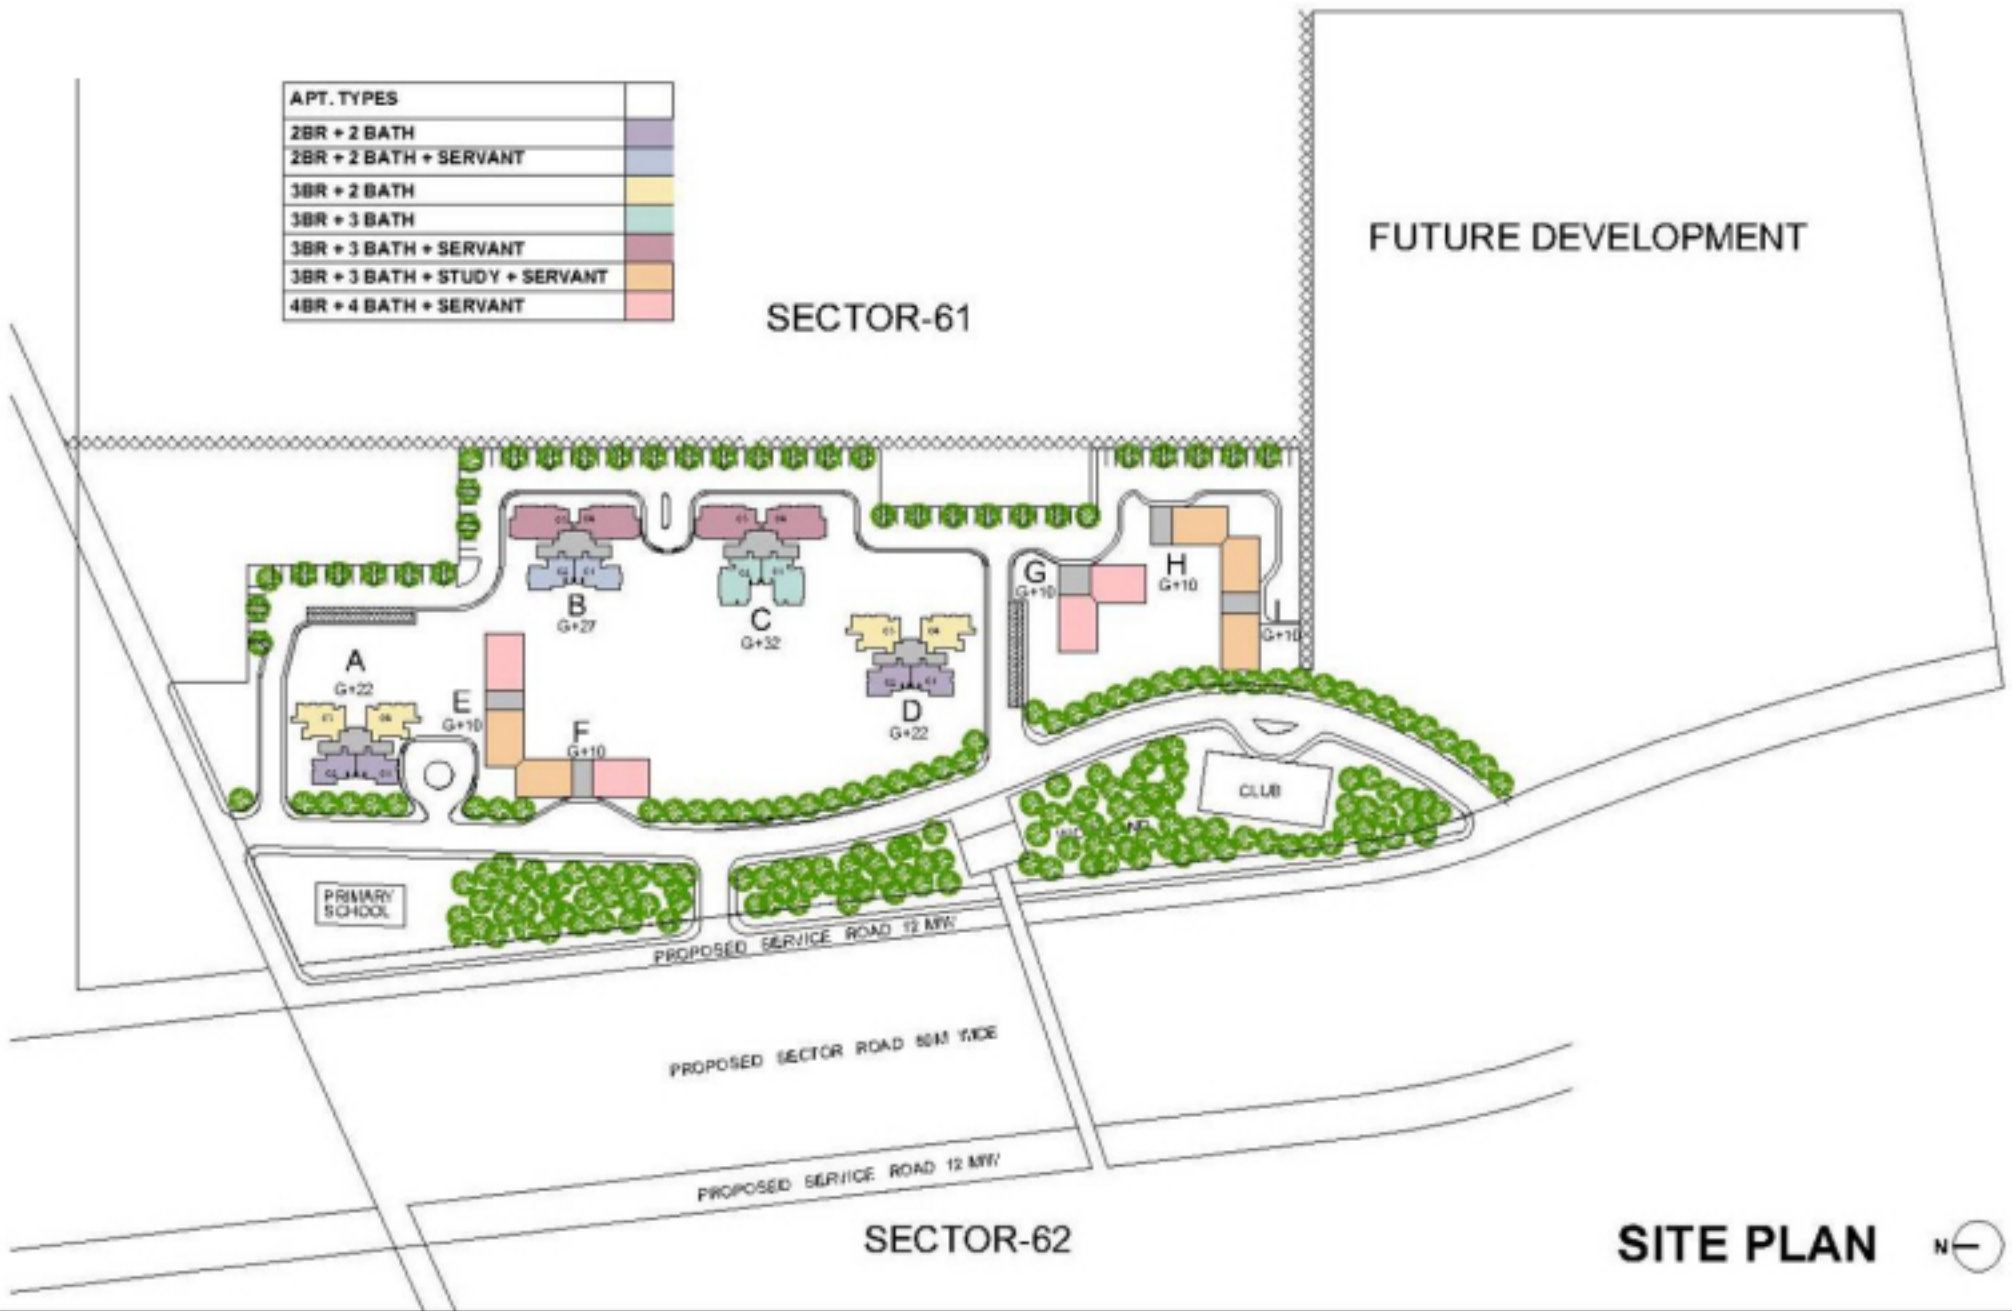 APT. TYPES
2BR + 2 BATH
2BR + 2 BATH + SERVANT
3BR + 2 BATH
3BR + 3 BATH
3BR + 3 BATH + SERVANT
3BR + 3 BATH + STUDY + SERVANT
4BR + 4 BATH + SERVANT
FUTURE DEVELOPMENT
SECTOR-61
B
G+27
C
G+32
G
G+10
H
G+10
I
G+10
A
G+22
E
G+10
F
G+10
D
G+22
CLUB
PRIMARY
SCHOOL
PROPOSED SERVICE ROAD 12 MW
PROPOSED SECTOR ROAD 60M WIDE
PROPOSED SERVICE ROAD 12 MW
SECTOR-62
SITE PLAN
N